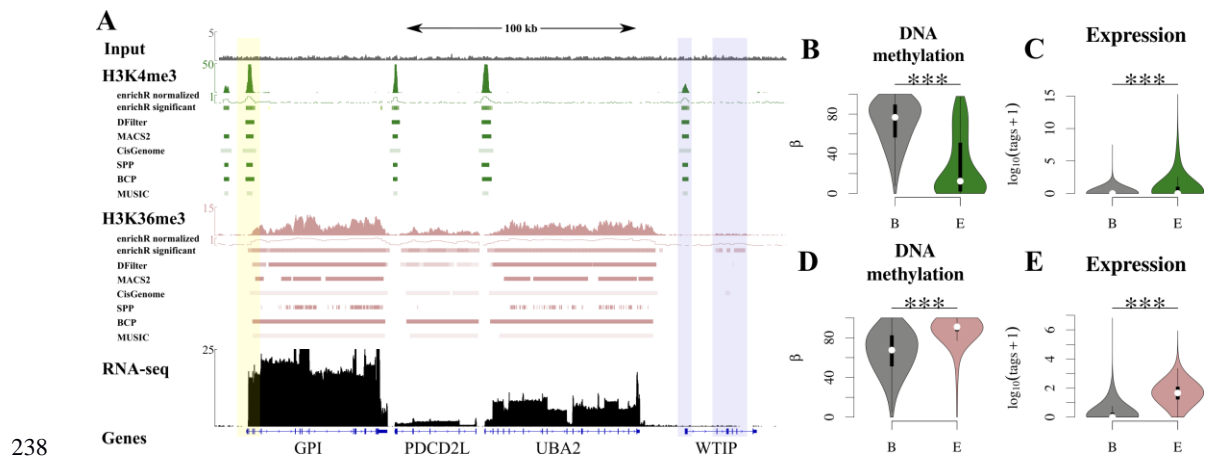 A
100 kb
5
Input
50
H3K4me3
enrichR normalized
1
enrichR significant
DFilter
MACS2
CisGenome
SPP
BCP
MUSIC
15
H3K36me3
enrichR normalized
1
enrichR significant
DFilter
MACS2
CisGenome
SPP
BCP
MUSIC
25
RNA-seq
Genes
GPI PDCD2L UBA2 WTIP
238
B
DNA
methylation
***
80
40
0
β
B E
C
Expression
***
15
10
5
0
log10(tags + 1)
B E
D
DNA
methylation
***
80
40
0
β
B E
E
Expression
***
6
4
2
0
log10(tags + 1)
B E